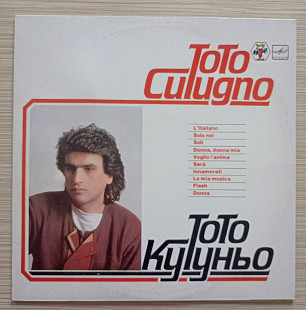 ToTo
Cutugno
L'Italiano
Solo noi
Soli
Donna, donna mia
Voglio l'anima
Sarà
Innamorati
La mia musica
Flash
Donna
ТоТо
Кутуньо